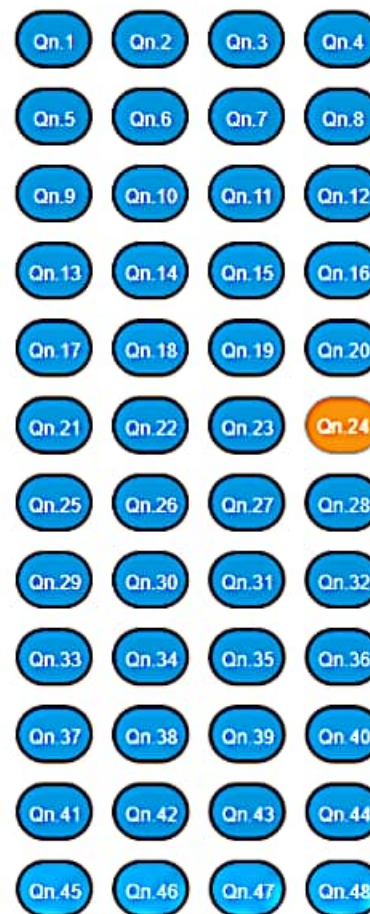 Qn.1 Qn.2 Qn.3 Qn.4
Qn.5 Qn.6 Qn.7 Qn.8
Qn.9 Qn.10 Qn.11 Qn.12
Qn.13 Qn.14 Qn.15 Qn.16
Qn.17 Qn.18 Qn.19 Qn.20
Qn.21 Qn.22 Qn.23 Qn.24
Qn.25 Qn.26 Qn.27 Qn.28
Qn.29 Qn.30 Qn.31 Qn.32
Qn.33 Qn.34 Qn.35 Qn.36
Qn.37 Qn.38 Qn.39 Qn.40
Qn.41 Qn.42 Qn.43 Qn.44
Qn.45 Qn.46 Qn.47 Qn.48